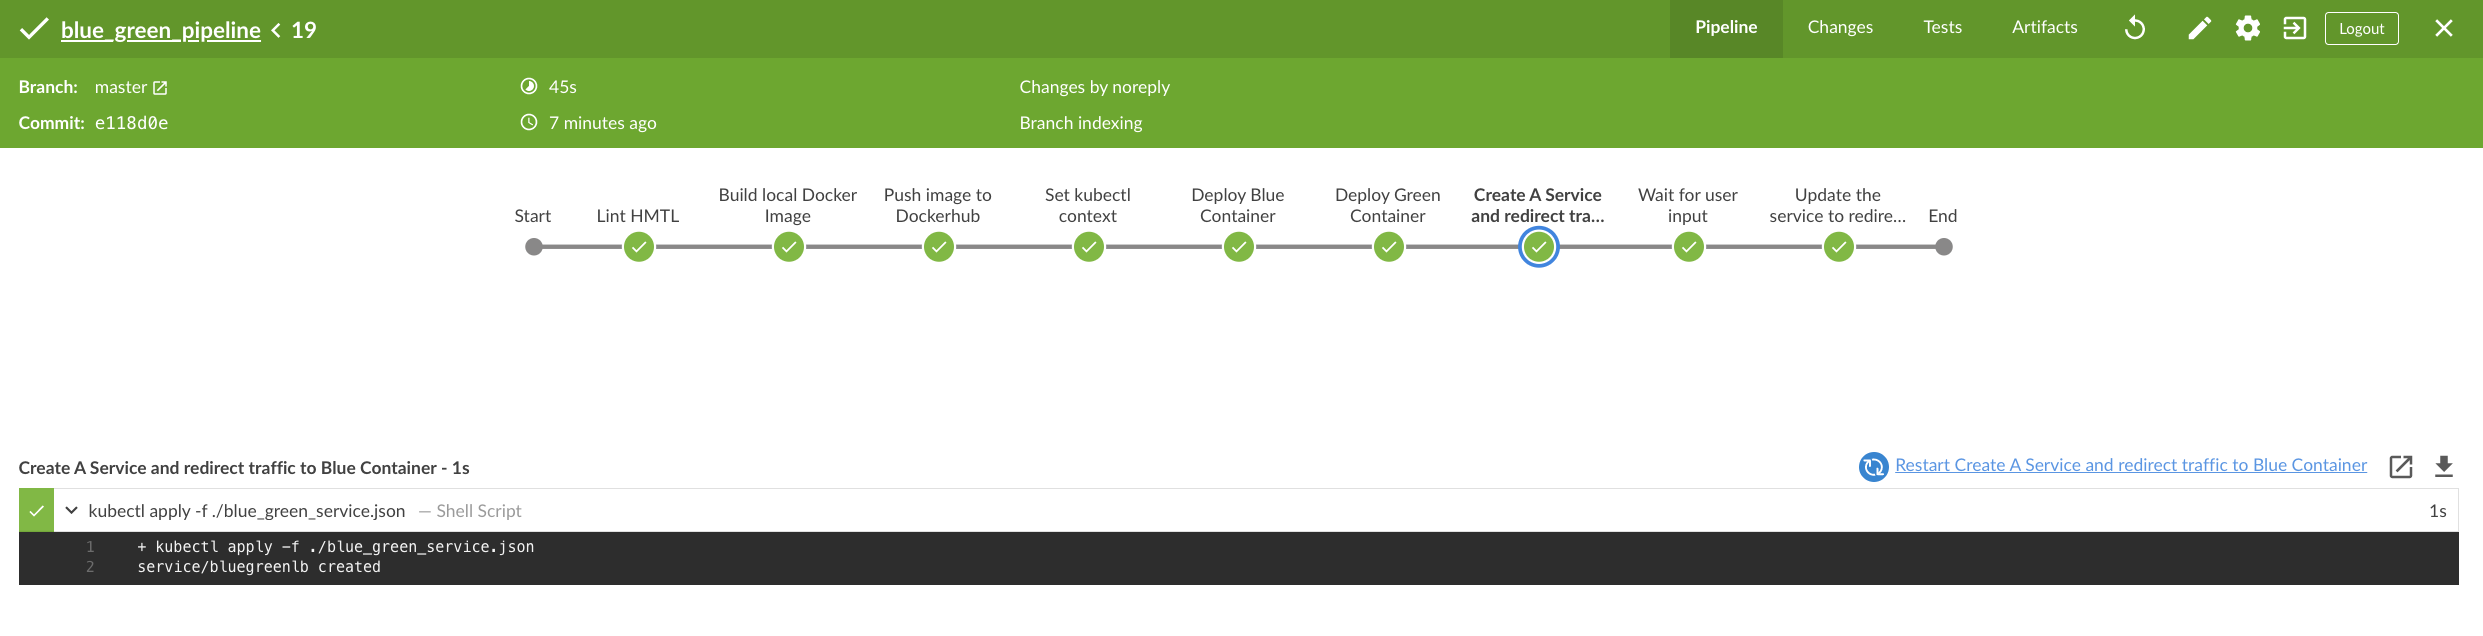 blue_green_pipeline < 19
Pipeline Changes Tests Artifacts Logout
Branch: master
45s
Changes by noreply
Commit: e118d0e
7 minutes ago
Branch indexing
Start
Lint HMTL
Build local Docker
Image
Push image to
Dockerhub
Set kubectl
context
Deploy Blue
Container
Deploy Green
Container
Create A Service
and redirect tra...
Wait for user
input
Update the
service to redire...
End
Create A Service and redirect traffic to Blue Container - 1s
Restart Create A Service and redirect traffic to Blue Container
kubectl apply -f ./blue_green_service.json — Shell Script 1s
1 + kubectl apply -f ./blue_green_service.json
2 service/bluegreenlb created